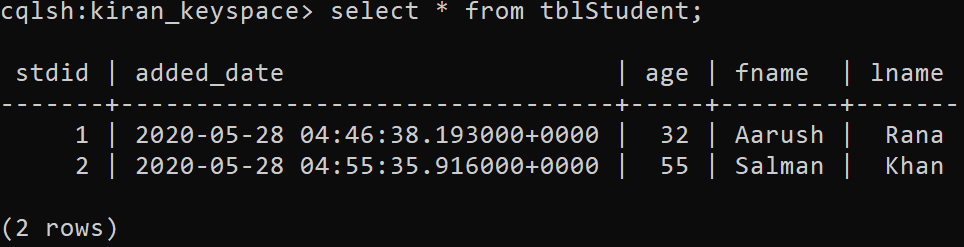 cqlsh:kiran_keyspace> select * from tblStudent;
 stdid | added_date                      | age | fname  | lname
-------+---------------------------------+-----+--------+-------
     1 | 2020-05-28 04:46:38.193000+0000 |  32 | Aarush |  Rana
     2 | 2020-05-28 04:55:35.916000+0000 |  55 | Salman |  Khan
(2 rows)